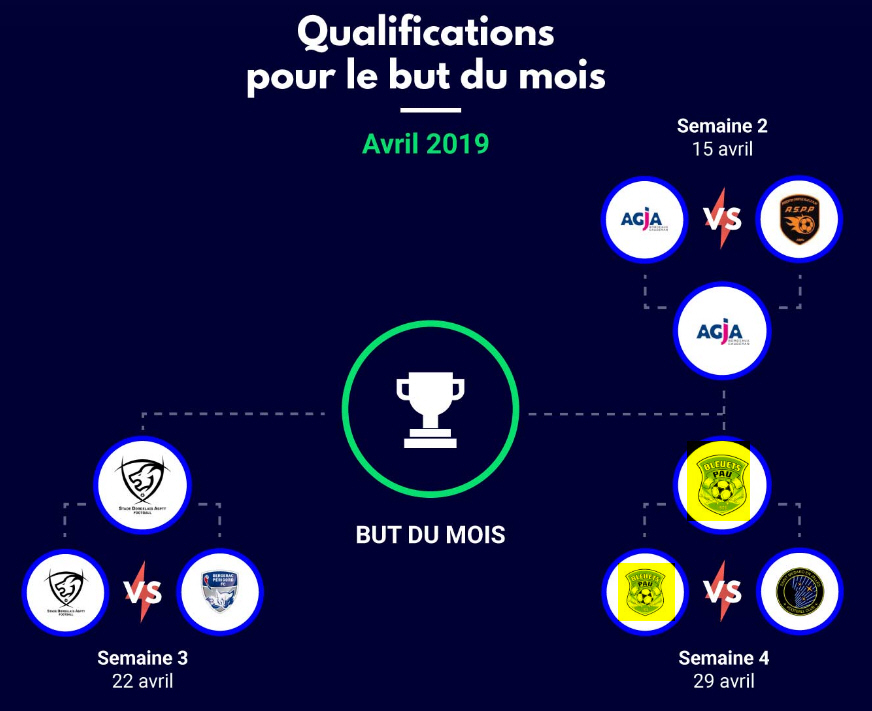 Qualifications
pour le but du mois
Avril 2019
Semaine 2
15 avril
AGJA
VS
ASPP
AGJA
BLEUETS
PAU
STADE BORDELAIS ASPTT
FOOTBALL
BUT DU MOIS
STADE BORDELAIS ASPTT
FOOTBALL
VS
BERGERAC
PÉRIGORD
FC
BLEUETS
PAU
VS
Semaine 3
22 avril
Semaine 4
29 avril